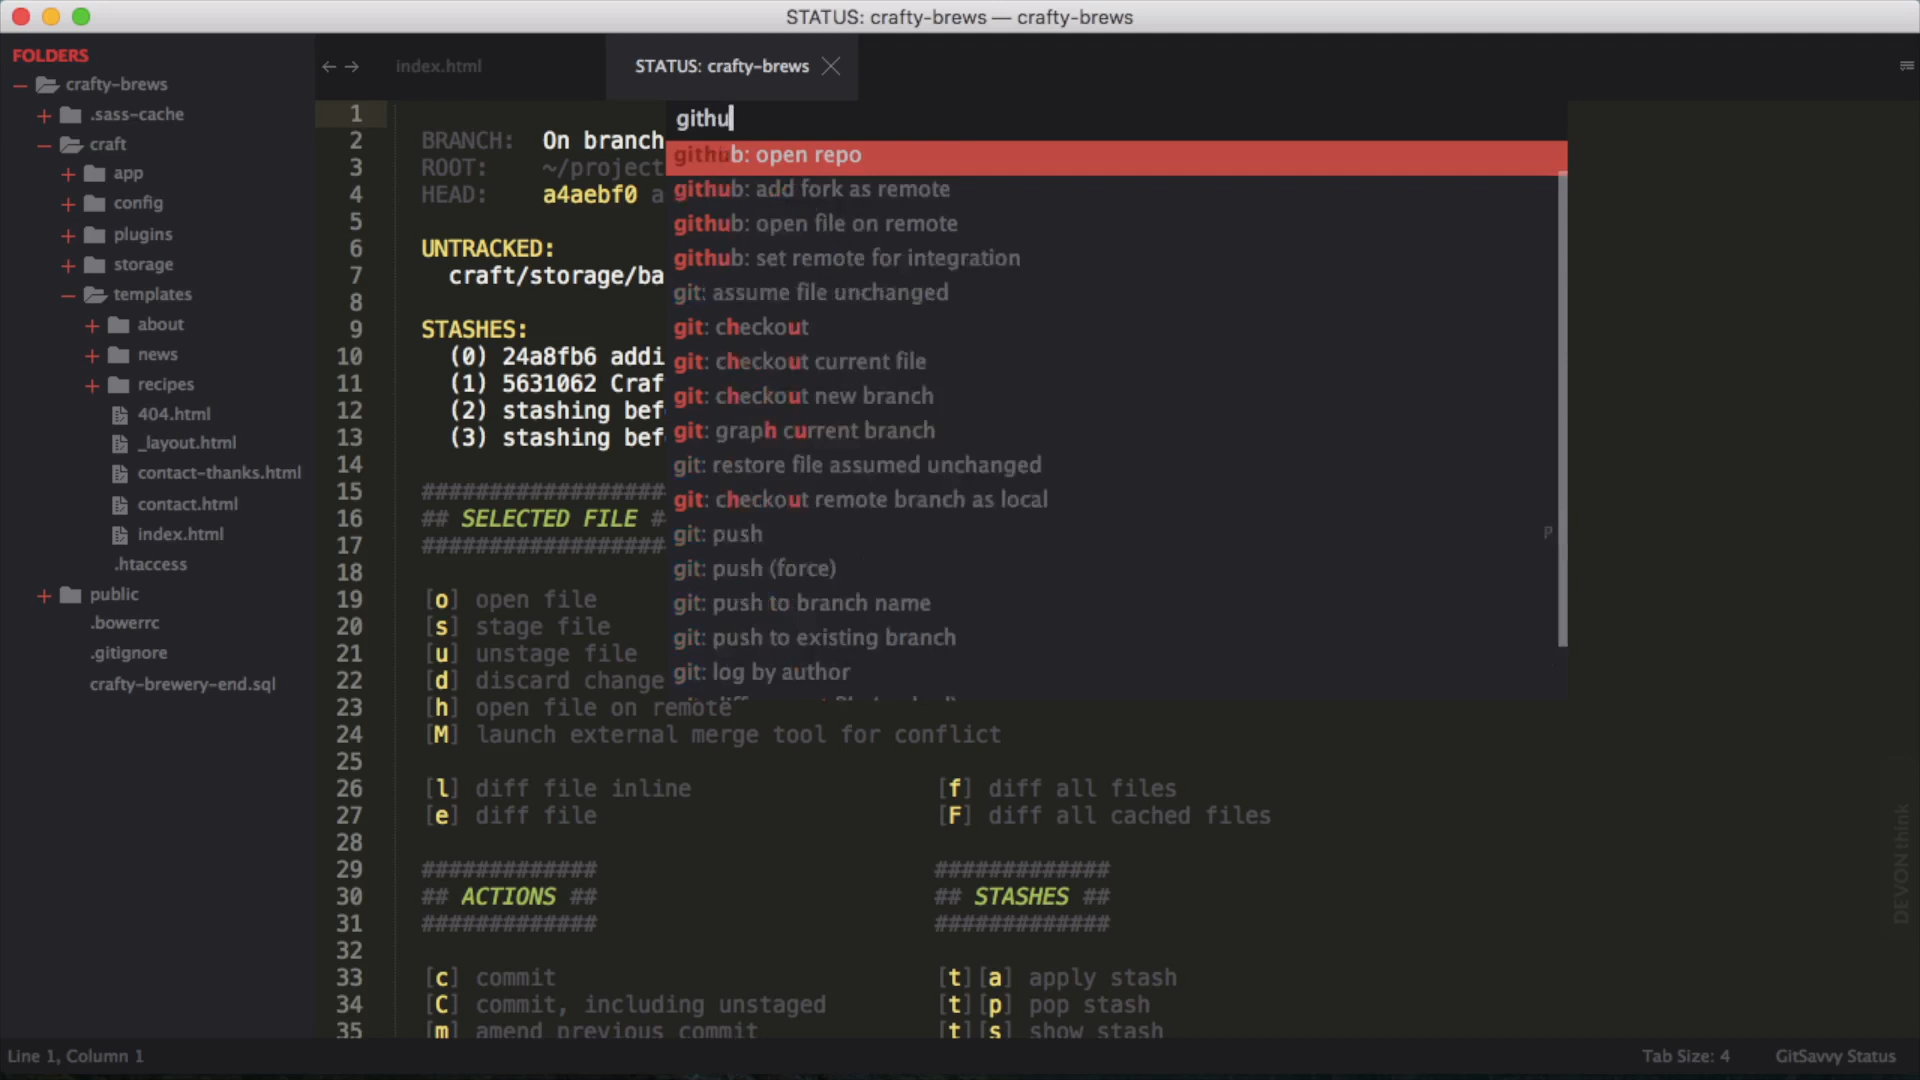 STATUS: crafty-brews — crafty-brews
FOLDERS
crafty-brews
.sass-cache
craft
app
config
plugins
storage
templates
about
news
recipes
404.html
_layout.html
contact-thanks.html
contact.html
index.html
.htaccess
public
.bowerrc
.gitignore
crafty-brewery-end.sql
index.html
STATUS: crafty-brews
githu
github: open repo
github: add fork as remote
github: open file on remote
github: set remote for integration
git: assume file unchanged
git: checkout
git: checkout current file
git: checkout new branch
git: graph current branch
git: restore file assumed unchanged
git: checkout remote branch as local
git: push P
git: push (force)
git: push to branch name
git: push to existing branch
git: log by author
1
2 BRANCH: On branch
3 ROOT: ~/project
4 HEAD: a4aebf0 a
5
6 UNTRACKED:
7 craft/storage/ba
8
9 STASHES:
10 (0) 24a8fb6 addi
11 (1) 5631062 Craf
12 (2) stashing bef
13 (3) stashing bef
14
15 ##################
16 ## SELECTED FILE #
17 ##################
18
19 [o] open file
20 [s] stage file
21 [u] unstage file
22 [d] discard change
23 [h] open file on remote
24 [M] launch external merge tool for conflict
25
26 [l] diff file inline [f] diff all files
27 [e] diff file [F] diff all cached files
28
29 ############# #############
30 ## ACTIONS ## ## STASHES ##
31 ############# #############
32
33 [c] commit [t][a] apply stash
34 [C] commit, including unstaged [t][p] pop stash
35 [m] amend previous commit [t][s] show stash
DEVONthink
Line 1, Column 1
Tab Size: 4
GitSavvy Status